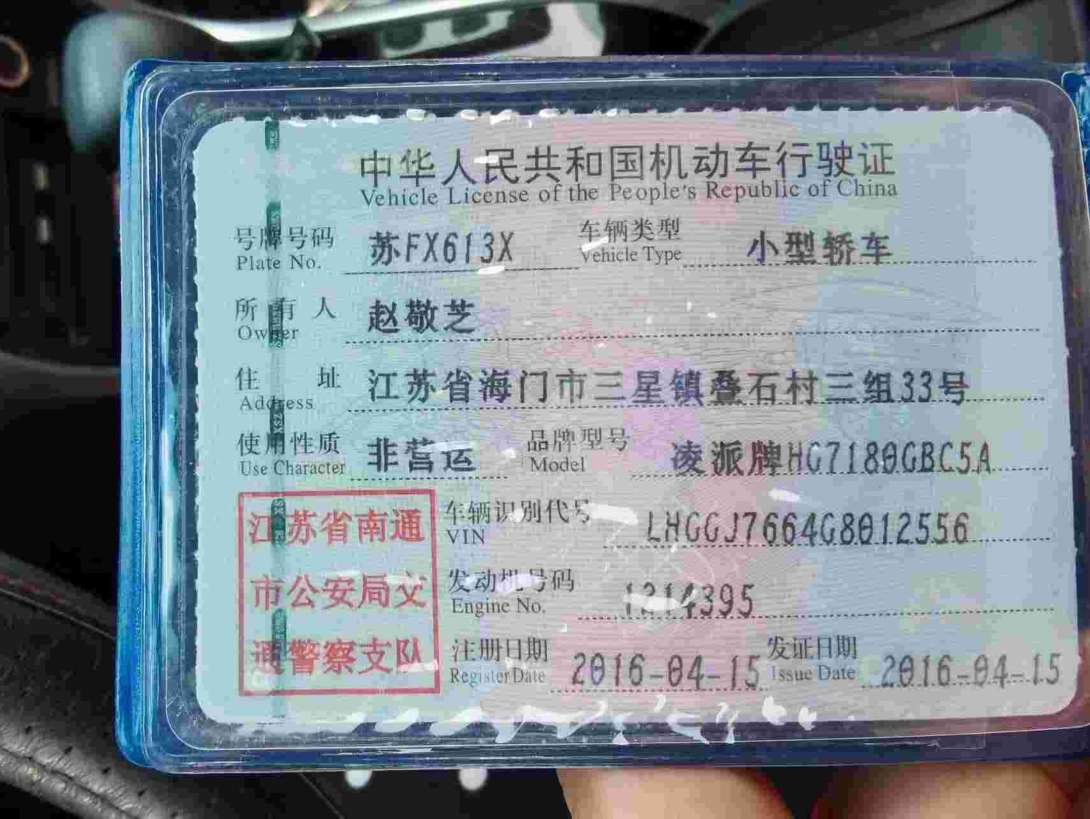 中华人民共和国机动车行驶证
Vehicle License of the People's Republic of China
号牌号码 苏FX613X 车辆类型 小型轿车
Plate No. Vehicle Type
所有人 赵敬芝
Owner
住址 江苏省海门市三星镇叠石村三组33号
Address
使用性质 非营运 品牌型号 凌派牌HG7180GBC5A
Use Character Model
江苏省南通 车辆识别代号 LHGGJ7664G8012556
VIN
市公安局交 发动机号码 1214395
Engine No.
通警察支队 注册日期 2016-04-15 发证日期 2016-04-15
Register Date Issue Date